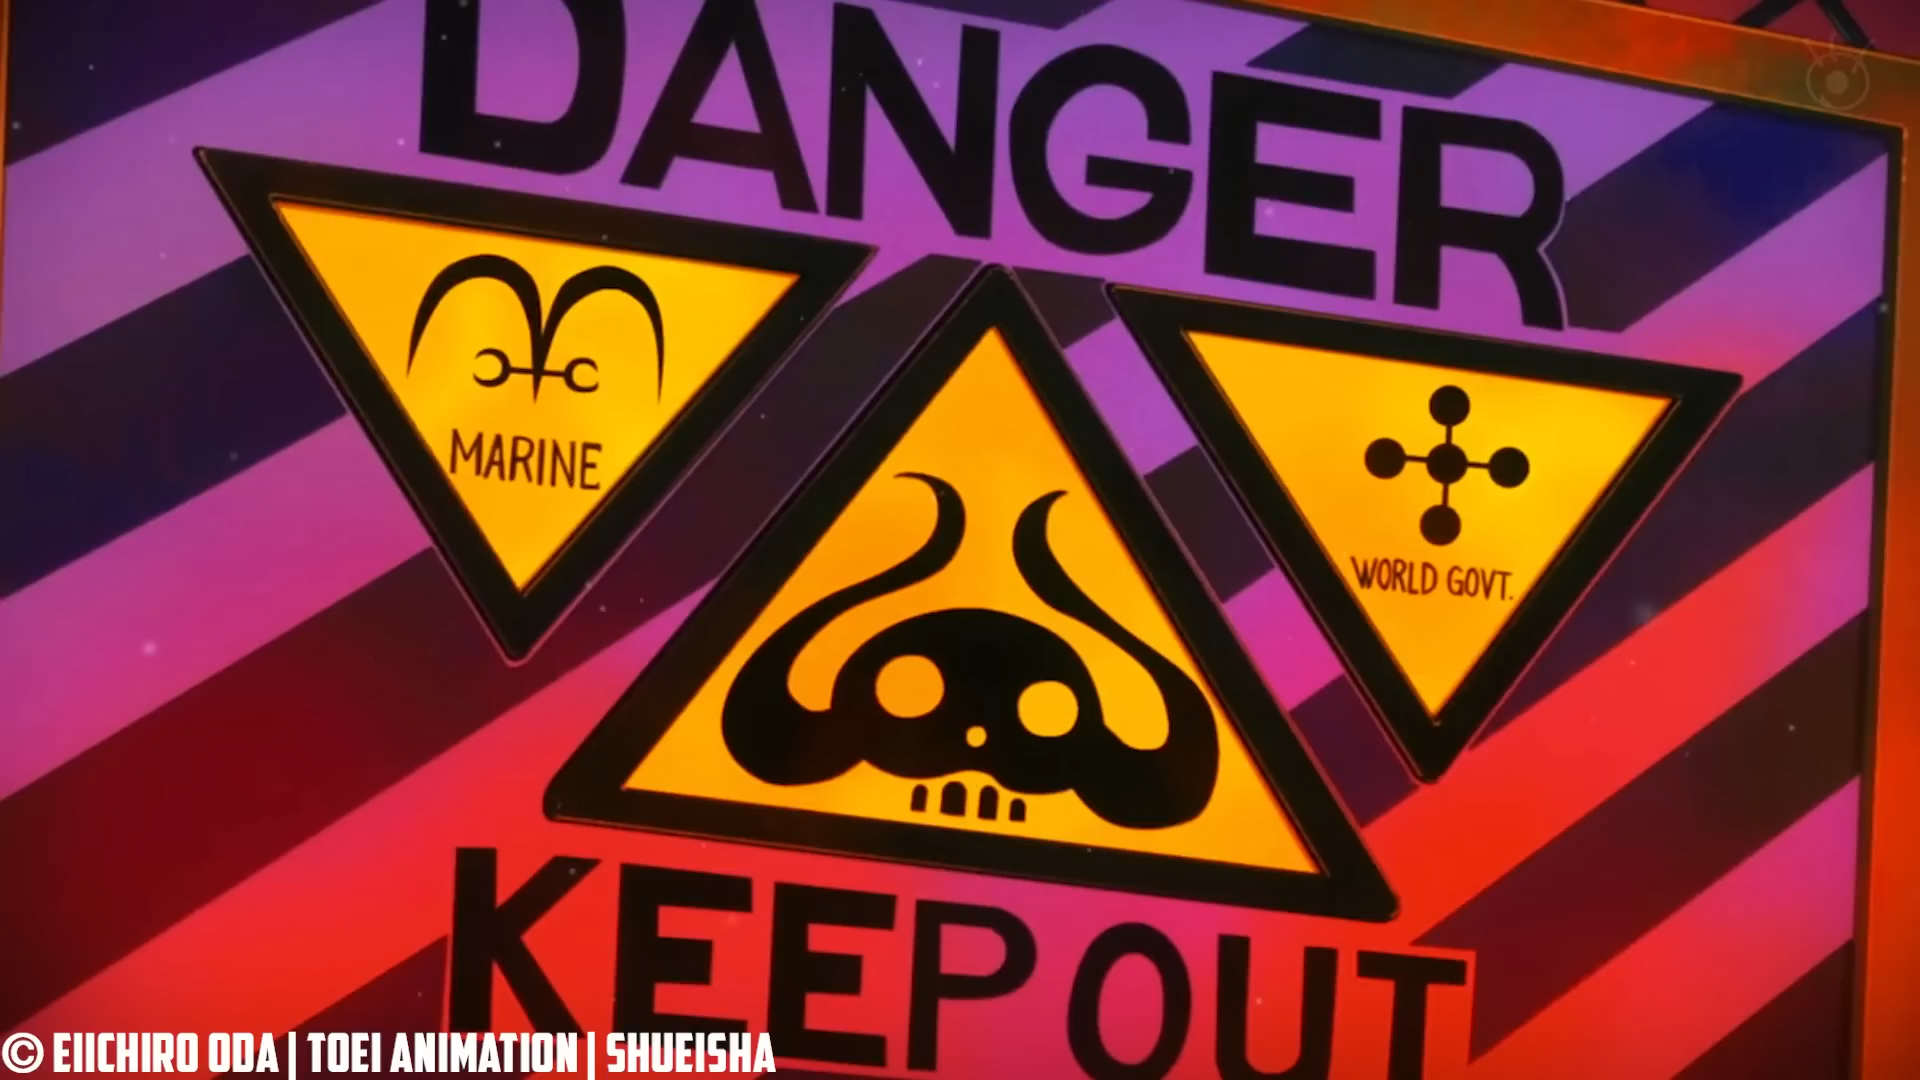 DANGER
MARINE
WORLD GOVT.
KEEP OUT
© EIICHIRO ODA | TOEI ANIMATION | SHUEISHA